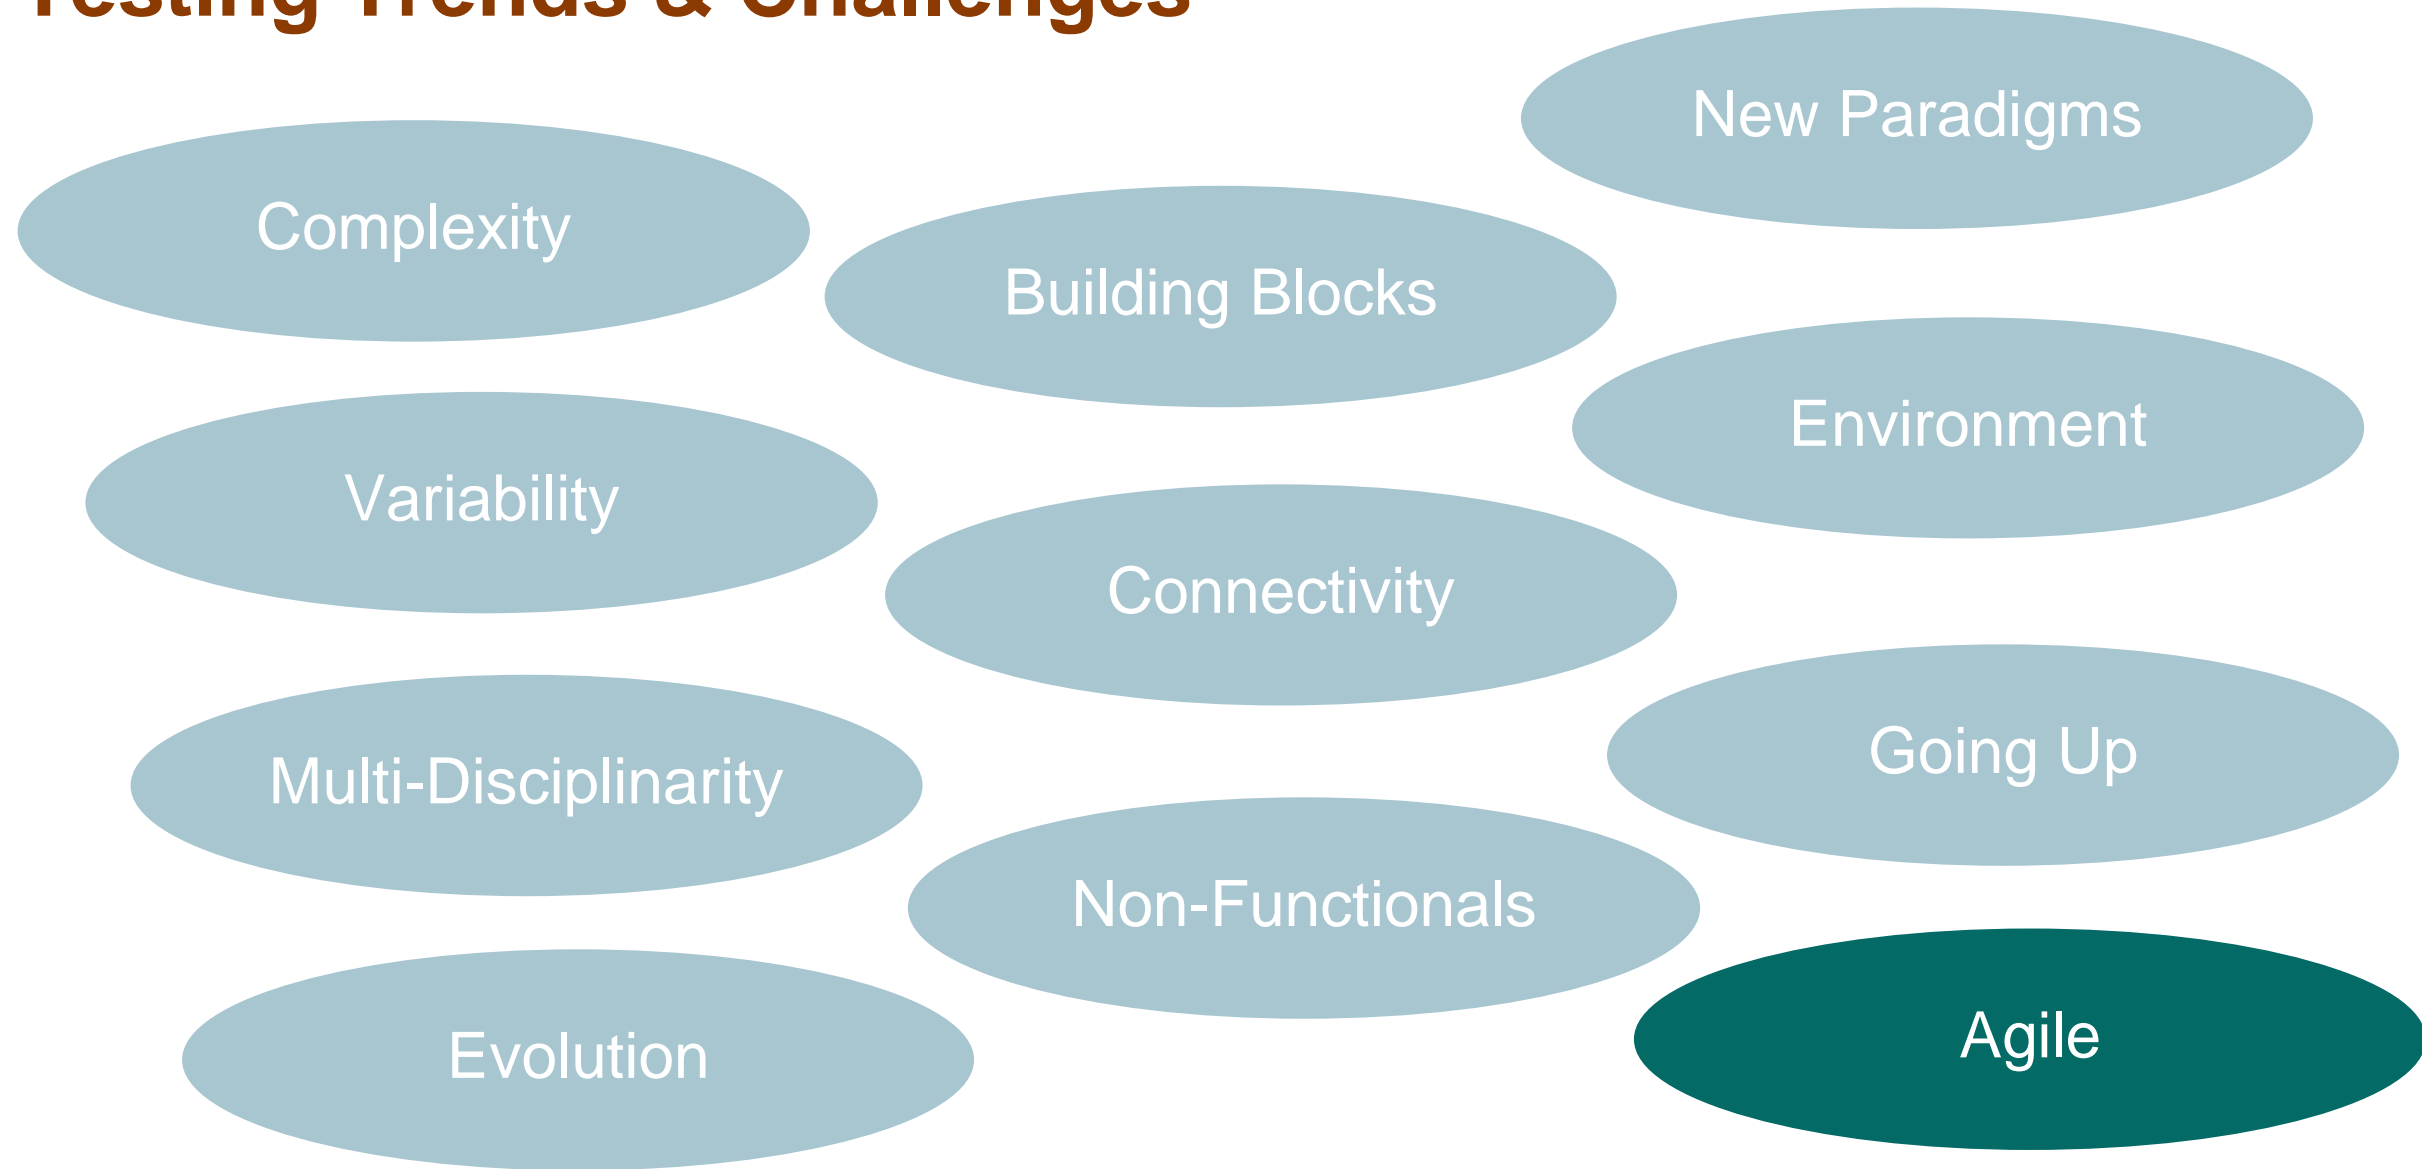 Testing Trends & Challenges
New Paradigms
Complexity
Building Blocks
Environment
Variability
Connectivity
Going Up
Multi-Disciplinarity
Non-Functionals
Agile
Evolution